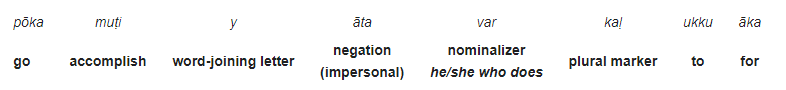 pōka muṭi y āta var kaḷ ukku āka
go accomplish word-joining letter negation (impersonal) nominalizer he/she who does plural marker to for